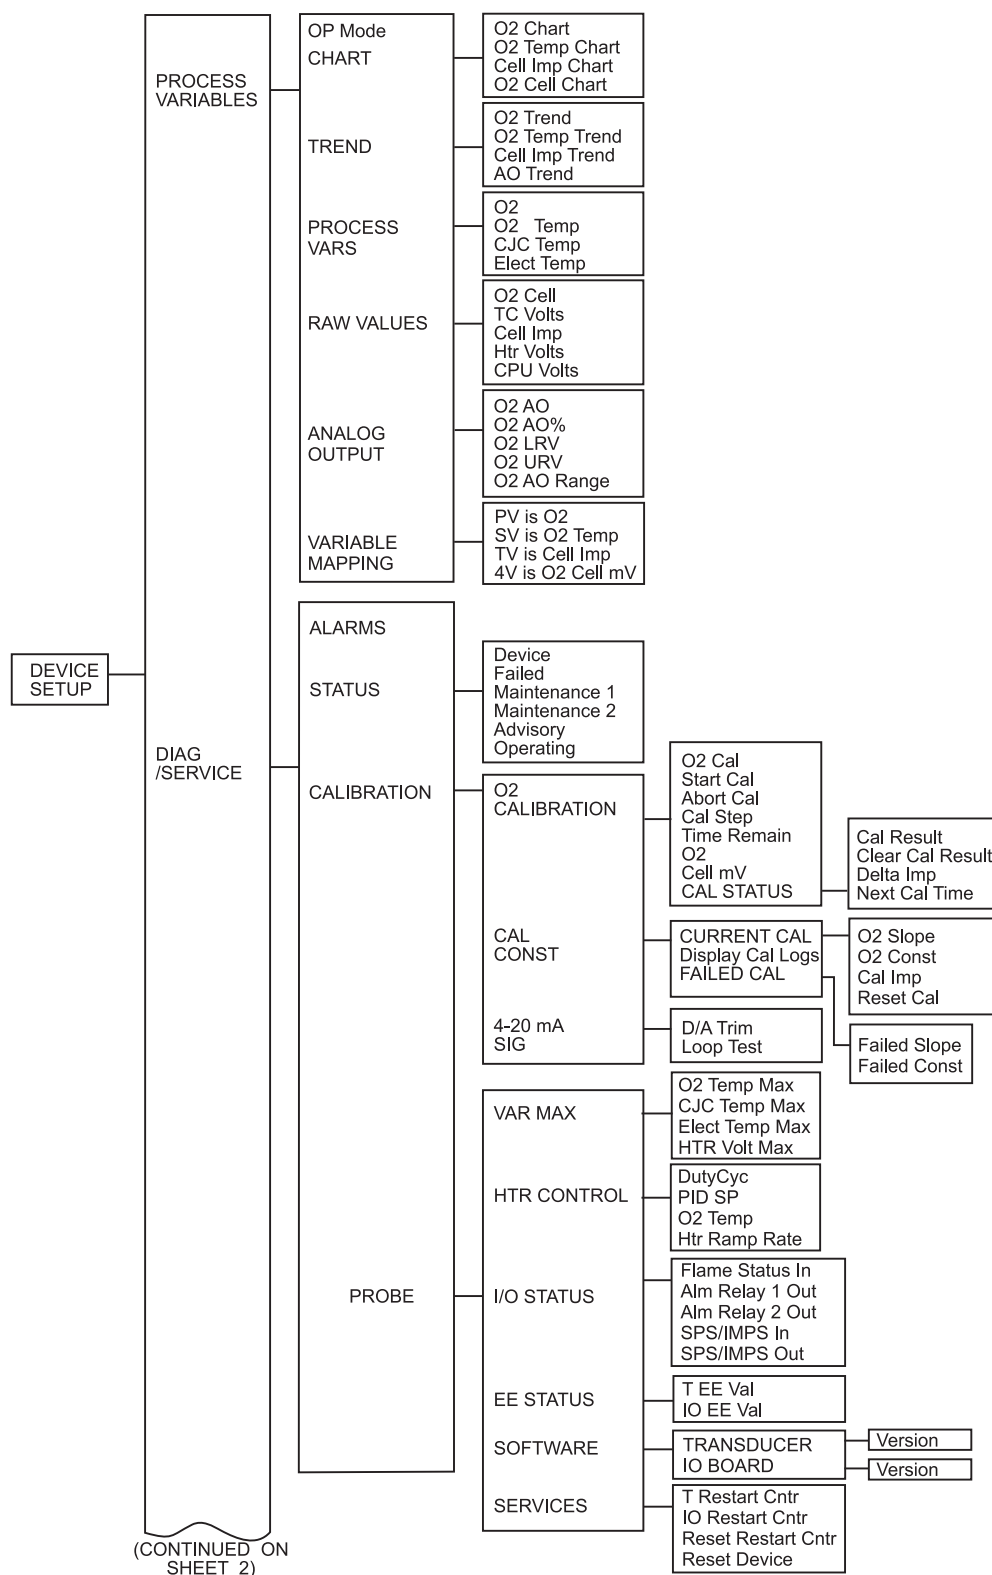 DEVICE
SETUP
PROCESS
VARIABLES
OP Mode
CHART
O2 Chart
O2 Temp Chart
Cell Imp Chart
O2 Cell Chart
TREND
O2 Trend
O2 Temp Trend
Cell Imp Trend
AO Trend
PROCESS
VARS
O2
O2 Temp
CJC Temp
Elect Temp
RAW VALUES
O2 Cell
TC Volts
Cell Imp
Htr Volts
CPU Volts
ANALOG
OUTPUT
O2 AO
O2 AO%
O2 LRV
O2 URV
O2 AO Range
VARIABLE
MAPPING
PV is O2
SV is O2 Temp
TV is Cell Imp
4V is O2 Cell mV
DIAG
/SERVICE
ALARMS
STATUS
Device
Failed
Maintenance 1
Maintenance 2
Advisory
Operating
CALIBRATION
O2
CALIBRATION
O2 Cal
Start Cal
Abort Cal
Cal Step
Time Remain
O2
Cell mV
CAL STATUS
Cal Result
Clear Cal Result
Delta Imp
Next Cal Time
CAL
CONST
CURRENT CAL
Display Cal Logs
FAILED CAL
O2 Slope
O2 Const
Cal Imp
Reset Cal
Failed Slope
Failed Const
4-20 mA
SIG
D/A Trim
Loop Test
PROBE
VAR MAX
O2 Temp Max
CJC Temp Max
Elect Temp Max
HTR Volt Max
HTR CONTROL
DutyCyc
PID SP
O2 Temp
Htr Ramp Rate
I/O STATUS
Flame Status In
Alm Relay 1 Out
Alm Relay 2 Out
SPS/IMPS In
SPS/IMPS Out
EE STATUS
T EE Val
IO EE Val
SOFTWARE
TRANSDUCER
IO BOARD
Version
Version
SERVICES
T Restart Cntr
IO Restart Cntr
Reset Restart Cntr
Reset Device
(CONTINUED ON
SHEET 2)